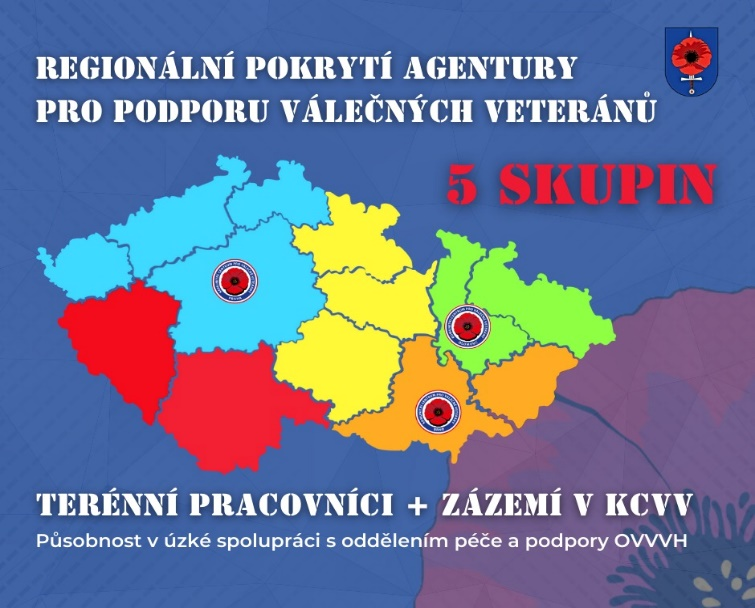 REGIONÁLNÍ POKRYTÍ AGENTURY
PRO PODPORU VÁLEČNÝCH VETERÁNŮ
5 SKUPIN
TERÉNNÍ PRACOVNÍCI + ZÁZEMÍ V KCVV
Působnost v úzké spolupráci s oddělením péče a podpory OVVVH